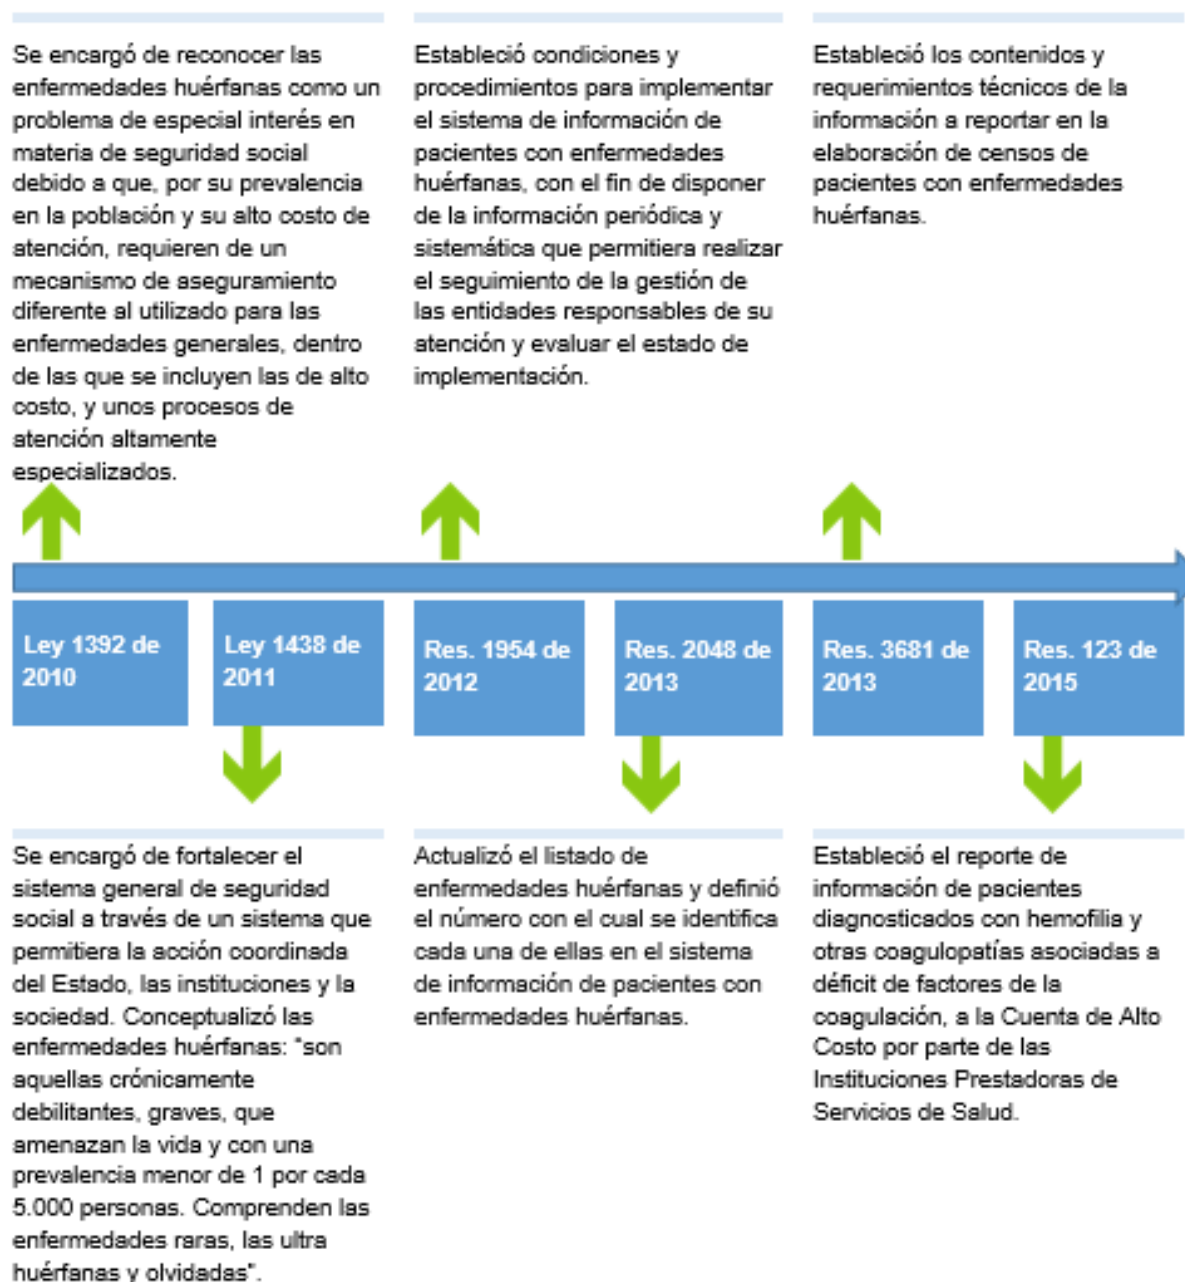 Se encargó de reconocer las
enfermedades huérfanas como un
problema de especial interés en
materia de seguridad social
debido a que, por su prevalencia
en la población y su alto costo de
atención, requieren de un
mecanismo de aseguramiento
diferente al utilizado para las
enfermedades generales, dentro
de las que se incluyen las de alto
costo, y unos procesos de
atención altamente
especializados.
Estableció condiciones y
procedimientos para implementar
el sistema de información de
pacientes con enfermedades
huérfanas, con el fin de disponer
de la información periódica y
sistemática que permitiera realizar
el seguimiento de la gestión de
las entidades responsables de su
atención y evaluar el estado de
implementación.
Estableció los contenidos y
requerimientos técnicos de la
información a reportar en la
elaboración de censos de
pacientes con enfermedades
huérfanas.
Ley 1392 de
2010
Ley 1438 de
2011
Res. 1954 de
2012
Res. 2048 de
2013
Res. 3681 de
2013
Res. 123 de
2015
Se encargó de fortalecer el
sistema general de seguridad
social a través de un sistema que
permitiera la acción coordinada
del Estado, las instituciones y la
sociedad. Conceptualizó las
enfermedades huérfanas: "son
aquellas crónicamente
debilitantes, graves, que
amenazan la vida y con una
prevalencia menor de 1 por cada
5.000 personas. Comprenden las
enfermedades raras, las ultra
huérfanas y olvidadas".
Actualizó el listado de
enfermedades huérfanas y definió
el número con el cual se identifica
cada una de ellas en el sistema
de información de pacientes con
enfermedades huérfanas.
Estableció el reporte de
información de pacientes
diagnosticados con hemofilia y
otras coagulopatías asociadas a
déficit de factores de la
coagulación, a la Cuenta de Alto
Costo por parte de las
Instituciones Prestadoras de
Servicios de Salud.